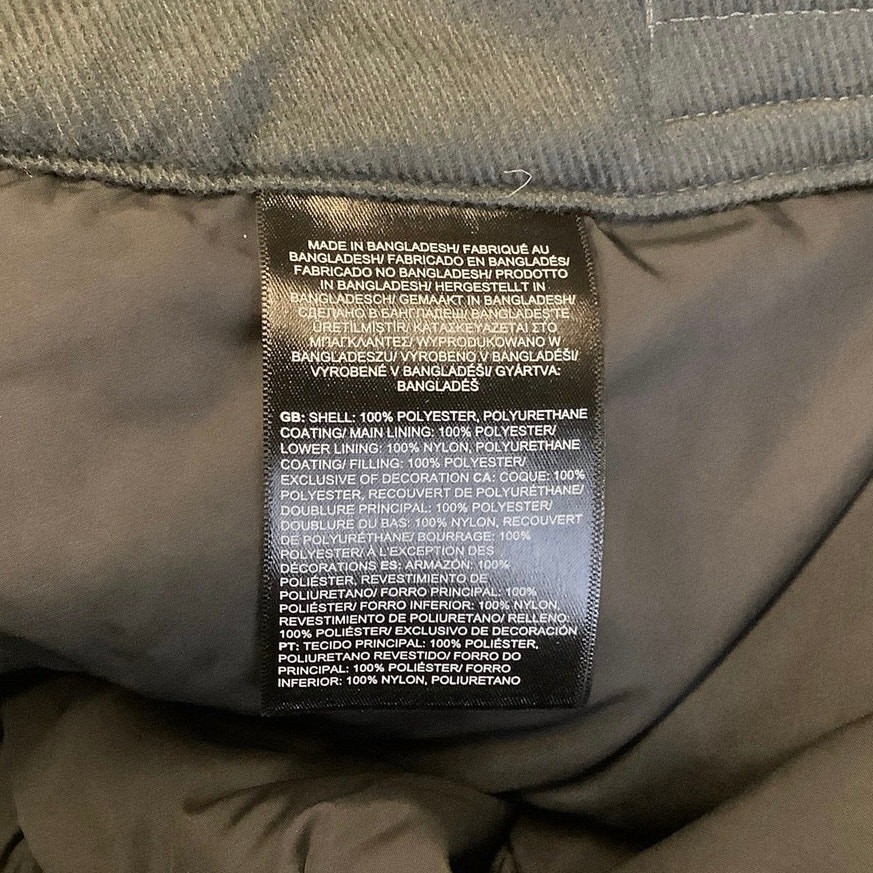 MADE IN BANGLADESH/ FABRIQUÉ AU
BANGLADESH/ FABRICADO EN BANGLADÉS/
FABRICADO NO BANGLADESH/ PRODOTTO
IN BANGLADESH/ HERGESTELLT IN
BANGLADESCH/ GEMAAKT IN BANGLADESH/
СДЕЛАНО В БАНГЛАДЕШ/ BANGLADEŞ'TE
ÜRETİLMİŞTİR/ ΚΑΤΑΣΚΕΥΑΖΕΤΑΙ ΣΤΟ
ΜΠΑΓΚΛΑΝΤΕΣ/ WYPRODUKOWANO W
BANGLADESZU/ VYROBENO V BANGLADÉŠI/
VYROBENÉ V BANGLADÉŠI/ GYÁRTVA:
BANGLADÉŠ
GB: SHELL: 100% POLYESTER, POLYURETHANE
COATING/ MAIN LINING: 100% POLYESTER/
LOWER LINING: 100% NYLON, POLYURETHANE
COATING/ FILLING: 100% POLYESTER/
EXCLUSIVE OF DECORATION CA: COQUE: 100%
POLYESTER, RECOUVERT DE POLYURÉTHANE/
DOUBLURE PRINCIPAL: 100% POLYESTER/
DOUBLURE DU BAS: 100% NYLON, RECOUVERT
DE POLYURÉTHANE/ BOURRAGE: 100%
POLYESTER/ À L'EXCEPTION DES
DÉCORATIONS ES: ARMAZÓN: 100%
POLIÉSTER, REVESTIMIENTO DE
POLIURETANO/ FORRO PRINCIPAL: 100%
POLIÉSTER/ FORRO INFERIOR: 100% NYLON,
REVESTIMIENTO DE POLIURETANO/ RELLENO:
100% POLIÉSTER/ EXCLUSIVO DE DECORACIÓN
PT: TECIDO PRINCIPAL: 100% POLIÉSTER,
POLIURETANO REVESTIDO/ FORRO DO
PRINCIPAL: 100% POLIÉSTER/ FORRO
INFERIOR: 100% NYLON, POLIURETANO